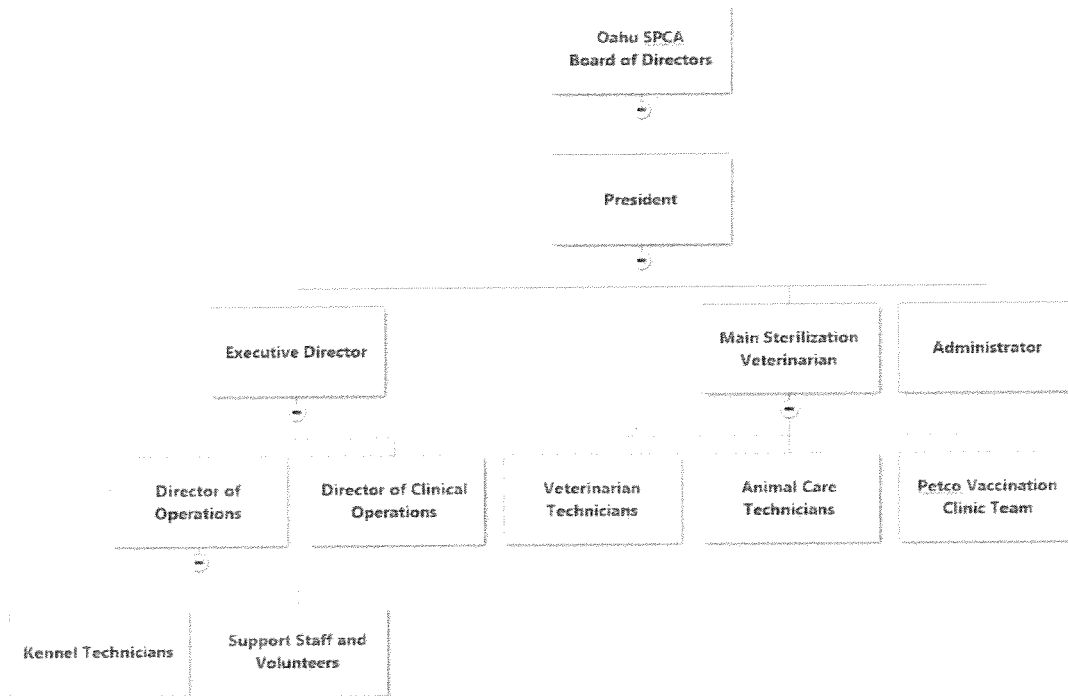 Oahu SPCA
Board of Directors
President
Executive Director
Main Sterilization
Veterinarian
Administrator
Director of
Operations
Director of Clinical
Operations
Veterinarian
Technicians
Animal Care
Technicians
Petco Vaccination
Clinic Team
Kennel Technicians
Support Staff and
Volunteers